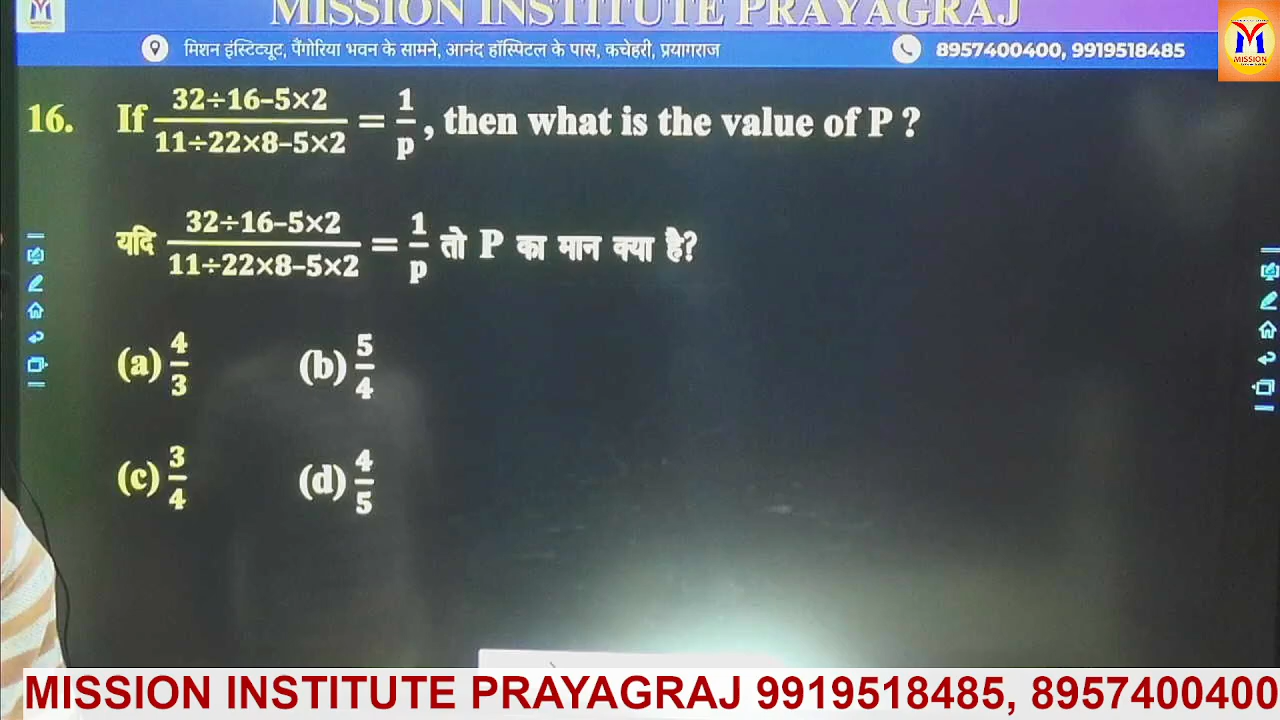 MISSION INSTITUTE PRAYAGRAJ
मिशन इंस्टिट्यूट, पैंगोरिया भवन के सामने, आनंद हॉस्पिटल के पास, कचेहरी, प्रयागराज 8957400400, 9919518485
MISSION
16. If (32÷16-5×2)/(11÷22×8-5×2) = 1/p, then what is the value of P ?
यदि (32÷16-5×2)/(11÷22×8-5×2) = 1/p तो P का मान क्या है?
(a) 4/3 (b) 5/4
(c) 3/4 (d) 4/5
MISSION INSTITUTE PRAYAGRAJ 9919518485, 8957400400